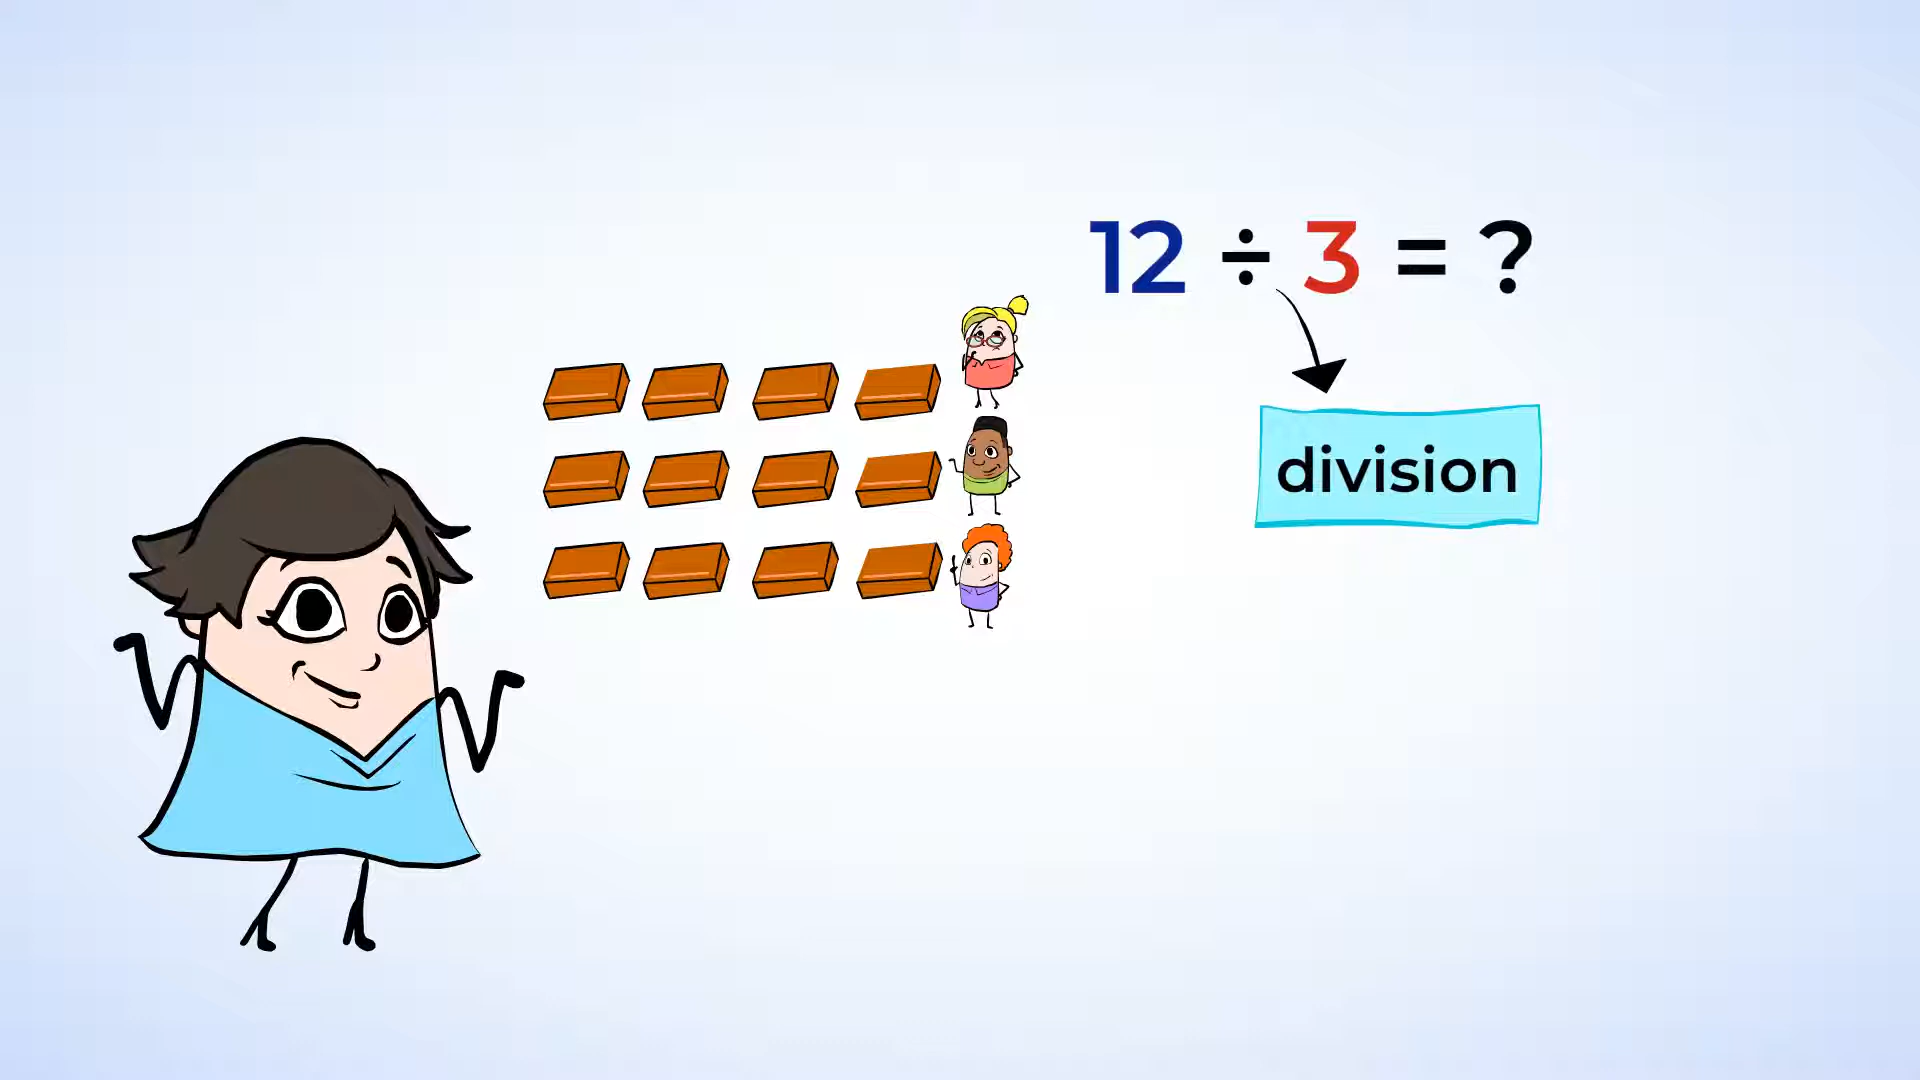 12 ÷ 3 = ?
division